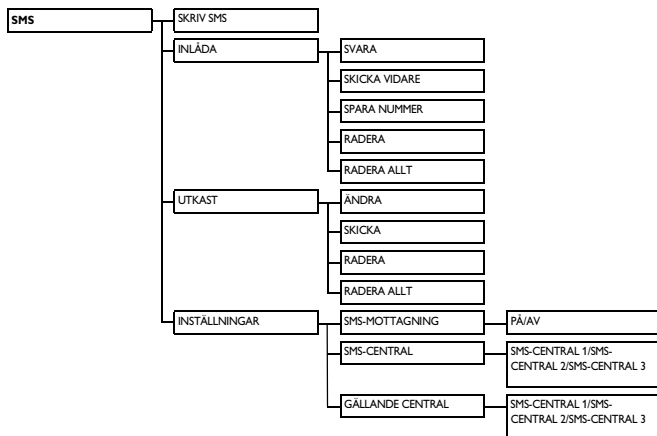 SMS
SKRIV SMS
INLÅDA
SVARA
SKICKA VIDARE
SPARA NUMMER
RADERA
RADERA ALLT
UTKAST
ÄNDRA
SKICKA
RADERA
RADERA ALLT
INSTÄLLNINGAR
SMS-MOTTAGNING
PÅ/AV
SMS-CENTRAL
SMS-CENTRAL 1/SMS-
CENTRAL 2/SMS-CENTRAL 3
GÄLLANDE CENTRAL
SMS-CENTRAL 1/SMS-
CENTRAL 2/SMS-CENTRAL 3